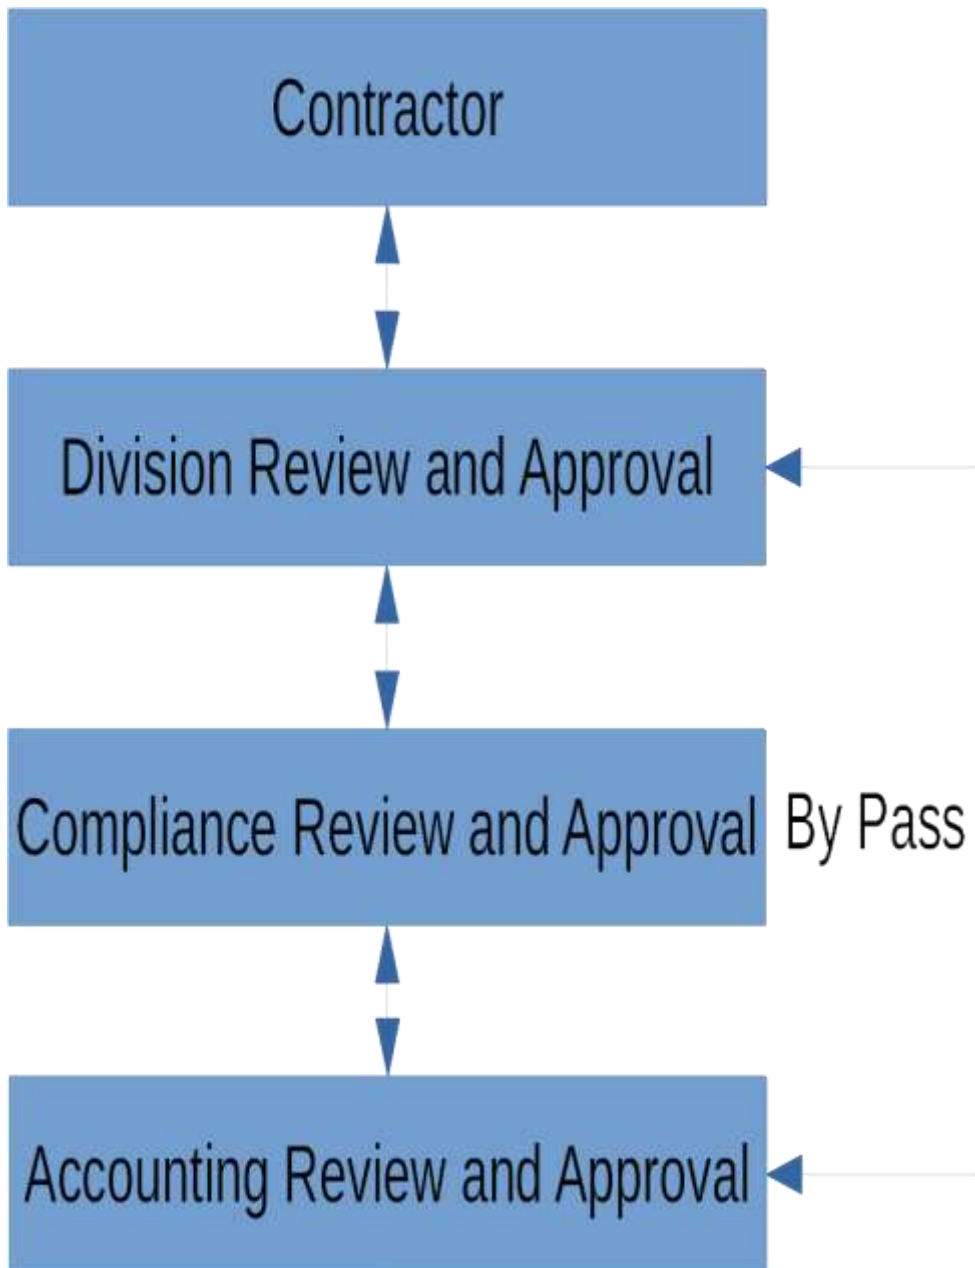 Contractor
Division Review and Approval
Compliance Review and Approval
By Pass
Accounting Review and Approval